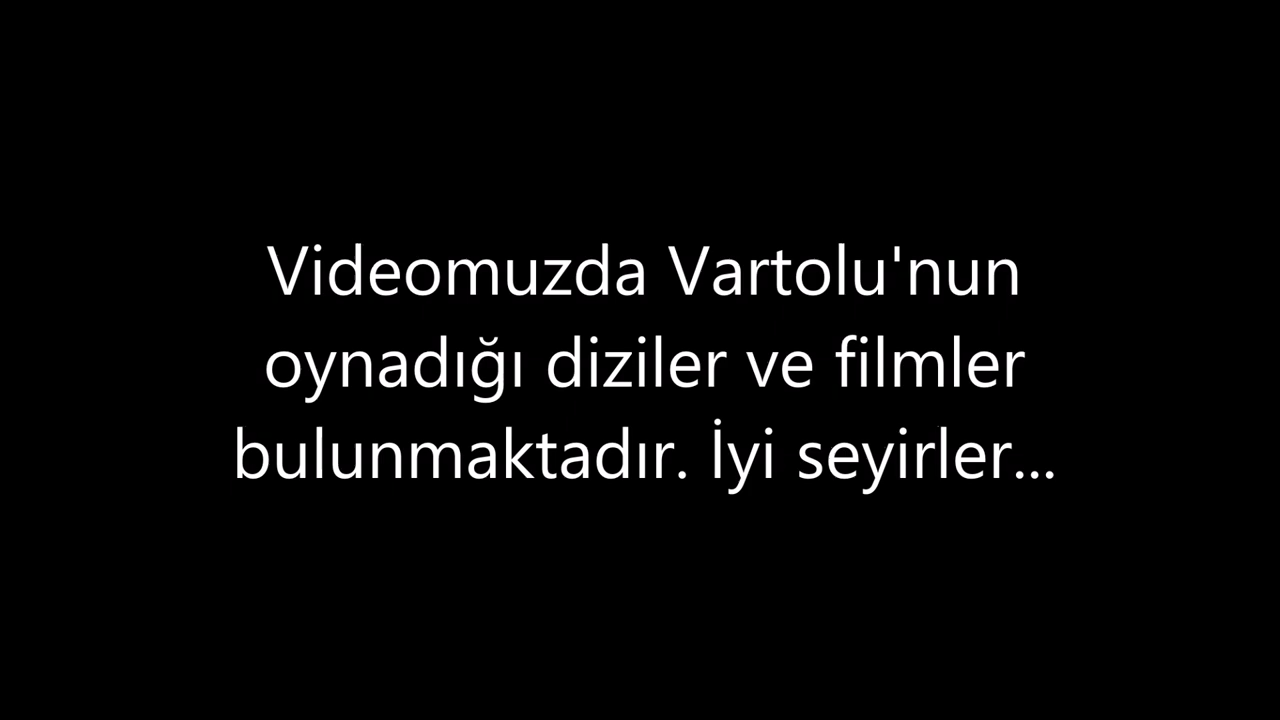 Videomuzda Vartolu'nun
oynadığı diziler ve filmler
bulunmaktadır. İyi seyirler...